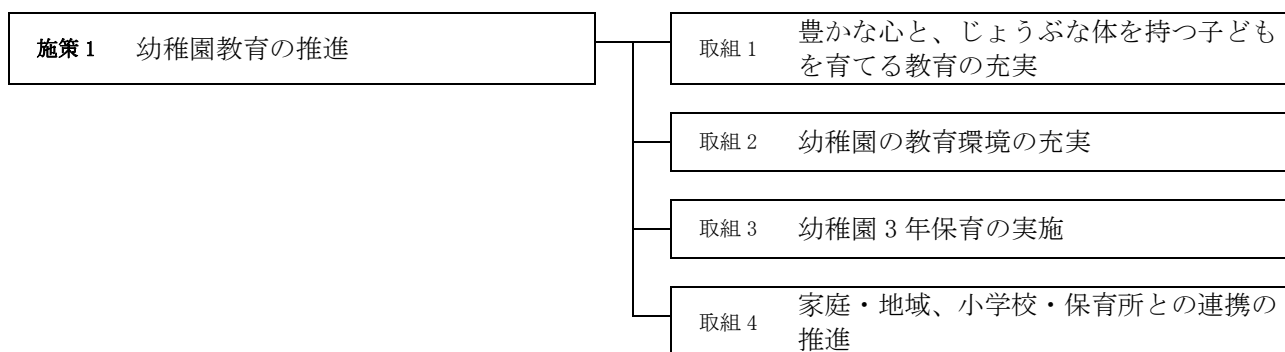 施策1 幼稚園教育の推進
取組1 豊かな心と、じょうぶな体を持つ子ども
を育てる教育の充実
取組2 幼稚園の教育環境の充実
取組3 幼稚園3年保育の実施
取組4 家庭・地域、小学校・保育所との連携の
推進